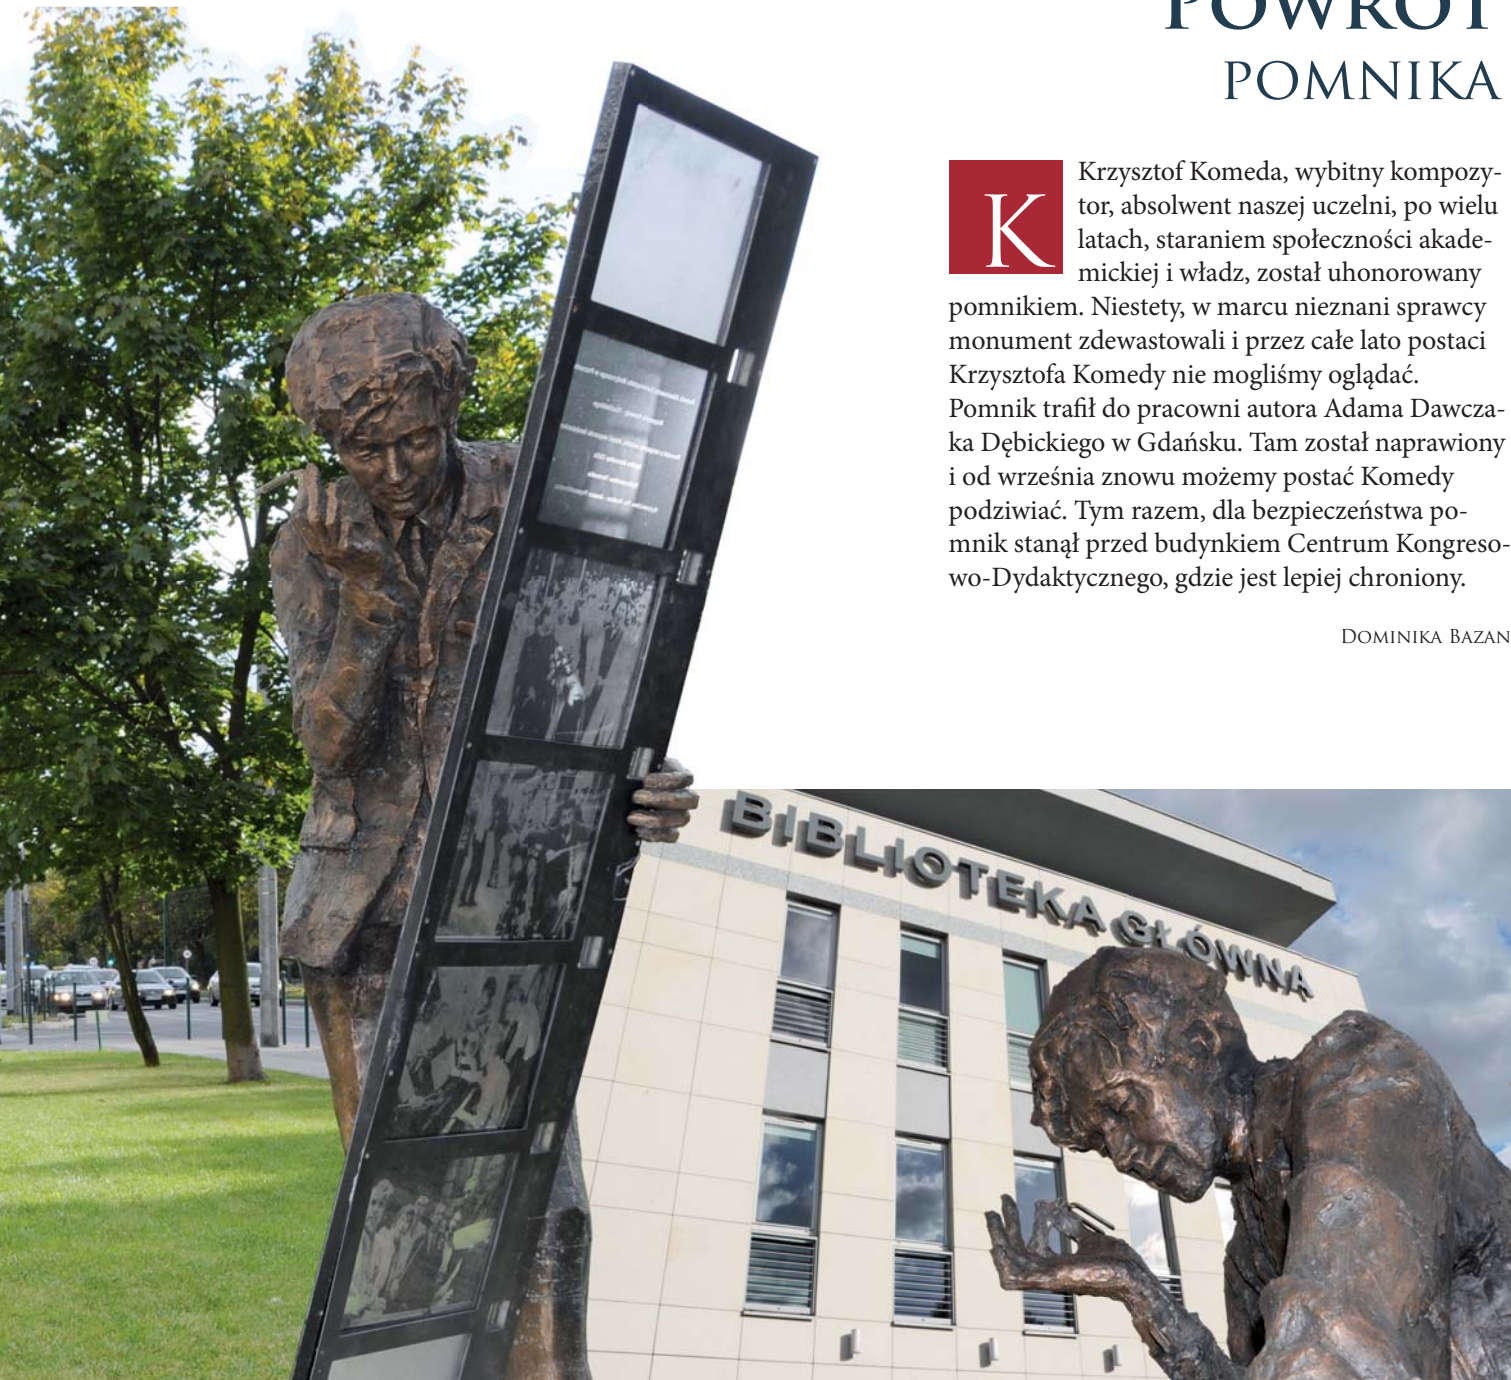 POWRÓT
POMNIKA
K
Krzysztof Komeda, wybitny kompozy-
tor, absolwent naszej uczelni, po wielu
latach, staraniem społeczności akade-
mickiej i władz, został uhonorowany
pomnikiem. Niestety, w marcu nieznani sprawcy
monument zdewastowali i przez całe lato postaci
Krzysztofa Komedy nie mogliśmy oglądać.
Pomnik trafił do pracowni autora Adama Dawcza-
ka Dębickiego w Gdańsku. Tam został naprawiony
i od września znowu możemy postać Komedy
podziwiać. Tym razem, dla bezpieczeństwa po-
mnik stanął przed budynkiem Centrum Kongreso-
wo-Dydaktycznego, gdzie jest lepiej chroniony.
DOMINIKA BAZAN
BIBLIOTEKA GŁÓWNA